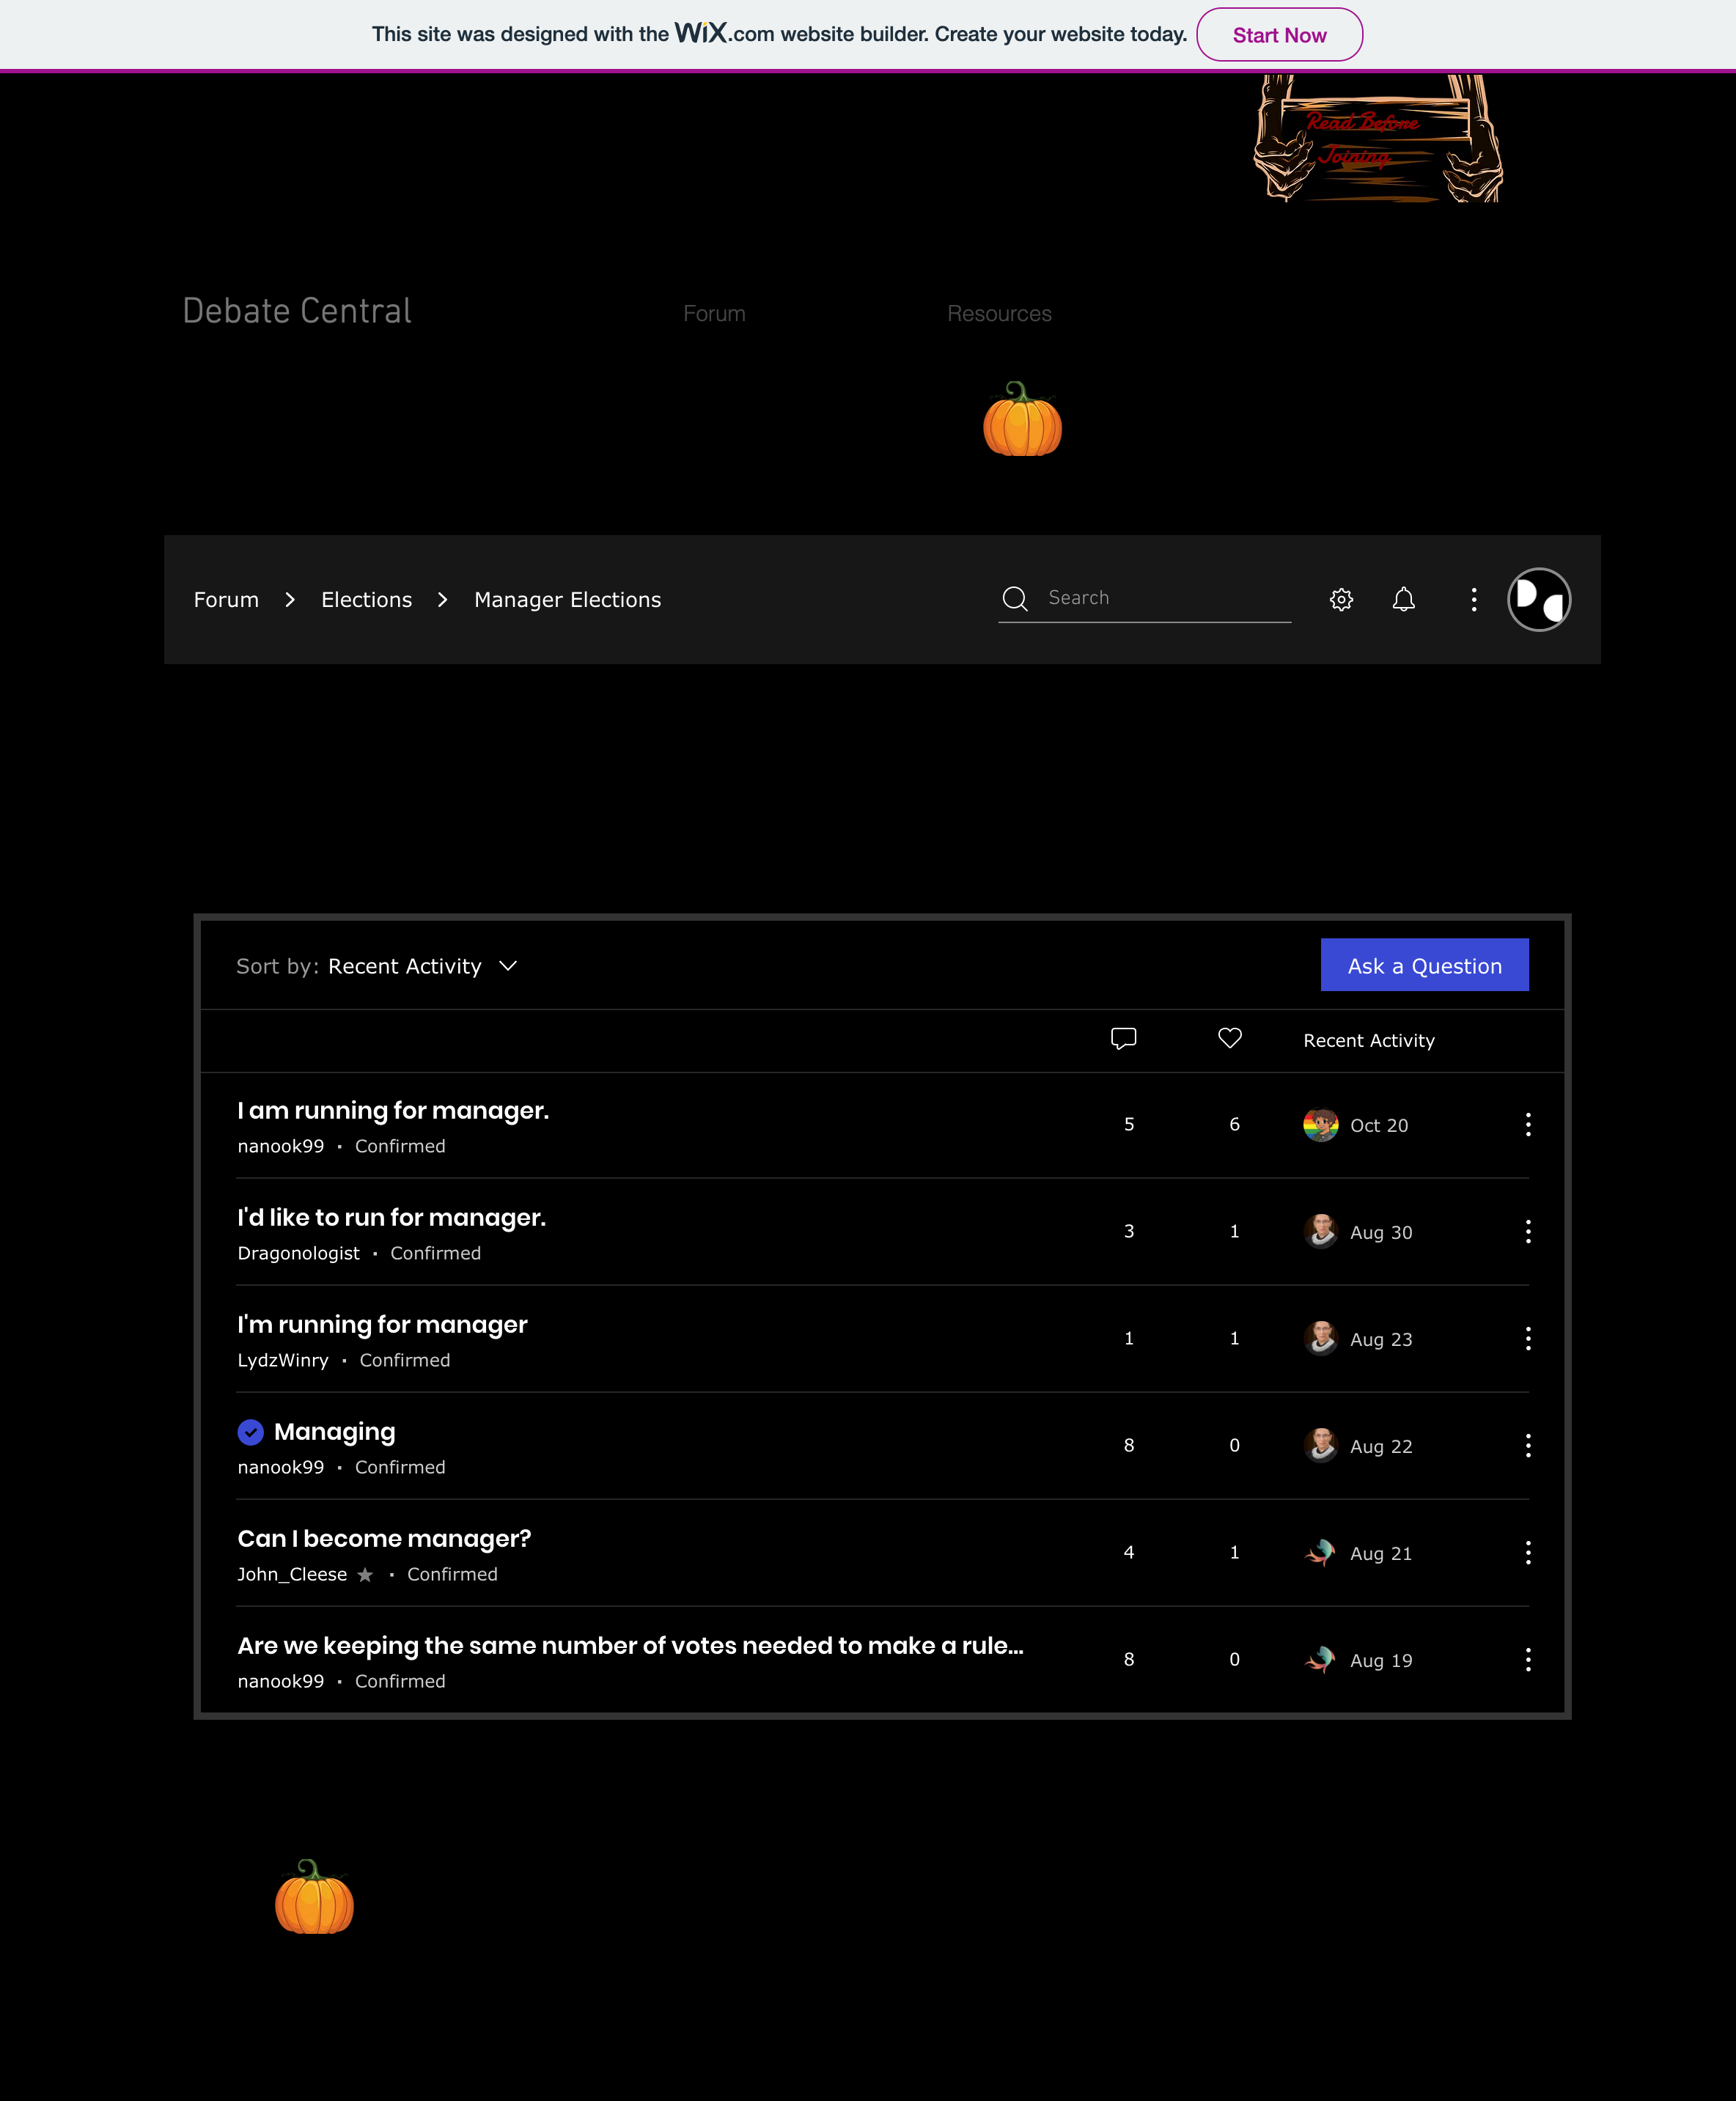 This site was designed with the WiX.com website builder. Create your website today. Start Now
Read Before
Joining
Debate Central Forum Resources
Forum > Elections > Manager Elections Search
Sort by: Recent Activity Ask a Question
Recent Activity
I am running for manager.
nanook99 · Confirmed 5 6 Oct 20
I'd like to run for manager.
Dragonologist · Confirmed 3 1 Aug 30
I'm running for manager
LydzWinry · Confirmed 1 1 Aug 23
Managing
nanook99 · Confirmed 8 0 Aug 22
Can I become manager?
John_Cleese · Confirmed 4 1 Aug 21
Are we keeping the same number of votes needed to make a rule...
nanook99 · Confirmed 8 0 Aug 19